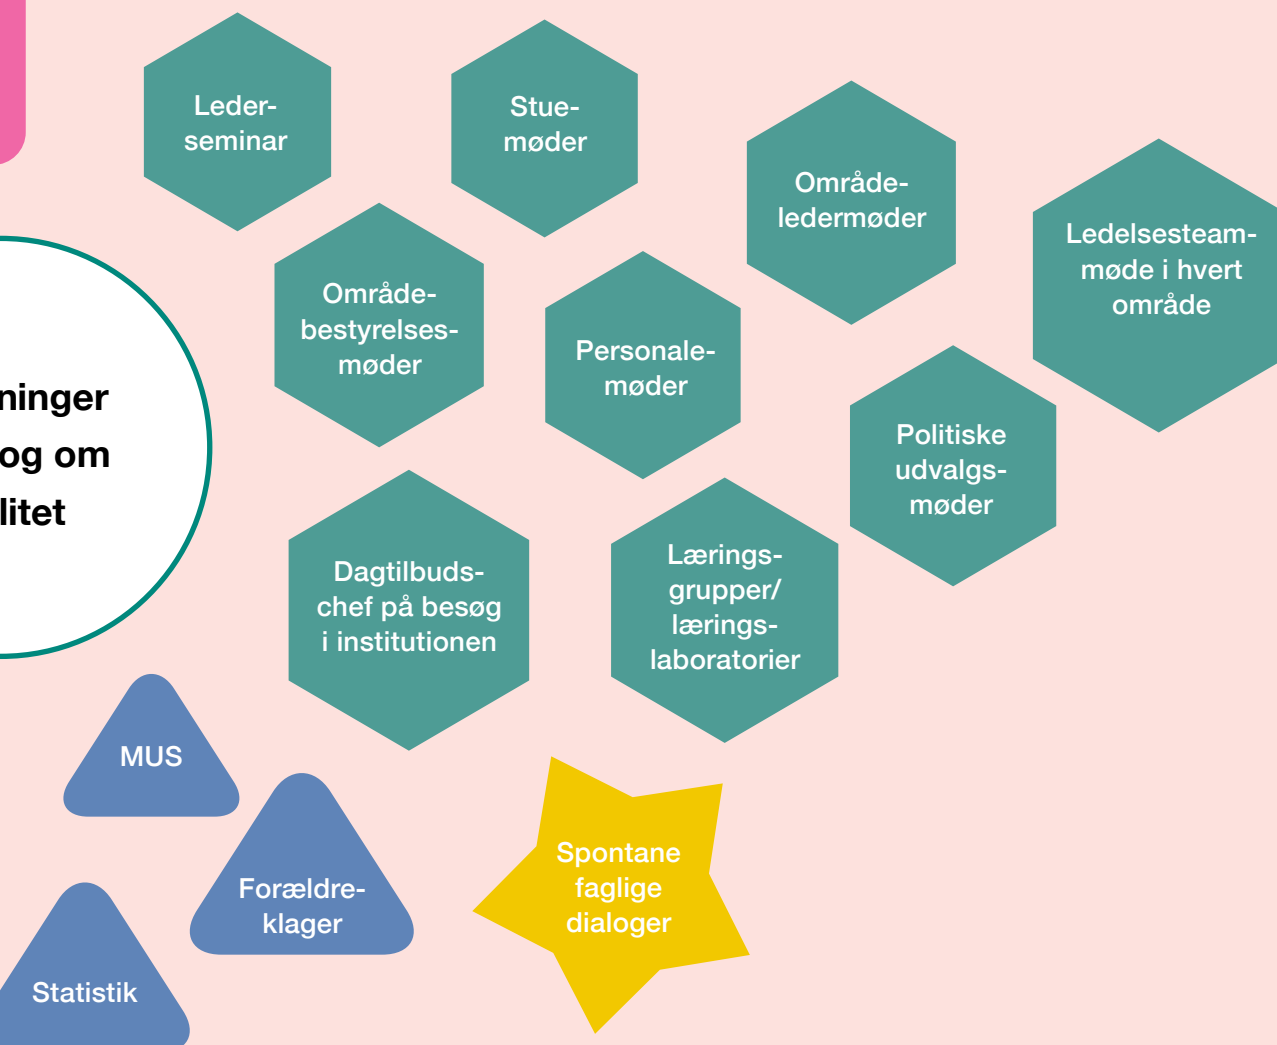 Leder-
seminar
Stue-
møder
Område-
ledermøder
Ledelsesteam-
møde i hvert
område
Område-
bestyrelses-
møder
Personale-
møder
ninger
og om
litet
Politiske
udvalgs-
møder
Dagtilbuds-
chef på besøg
i institutionen
Lærings-
grupper/
lærings-
laboratorier
MUS
Forældre-
klager
Spontane
faglige
dialoger
Statistik